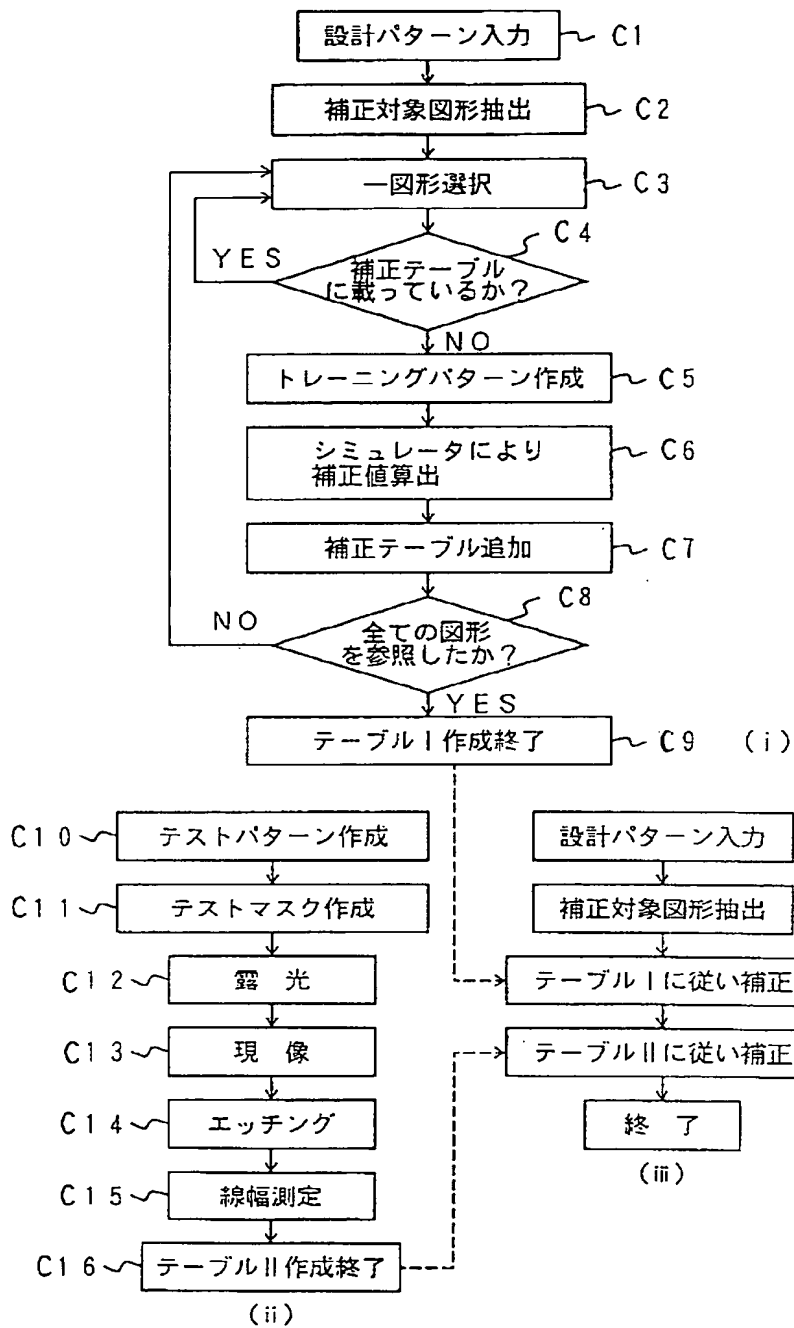 設計パターン入力 C1
補正対象図形抽出 C2
一図形選択 C3
C4
YES
補正テーブル
に載っているか?
NO
トレーニングパターン作成 C5
シミュレータにより
補正値算出
C6
補正テーブル追加 C7
C8
NO
全ての図形
を参照したか?
YES
テーブルⅠ作成終了 C9 (i)
C10 テストパターン作成
C11 テストマスク作成
C12 露光
C13 現像
C14 エッチング
C15 線幅測定
C16 テーブルⅡ作成終了
(ii)
設計パターン入力
補正対象図形抽出
テーブルⅠに従い補正
テーブルⅡに従い補正
終了
(iii)